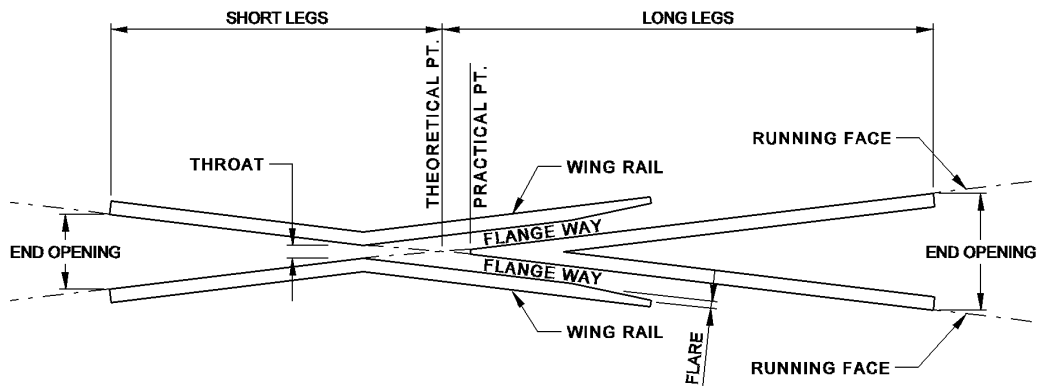 SHORT LEGS
LONG LEGS
THEORETICAL PT.
PRACTICAL PT.
RUNNING FACE
THROAT
WING RAIL
FLANGE WAY
END OPENING
END OPENING
FLANGE WAY
WING RAIL
FLARE
RUNNING FACE